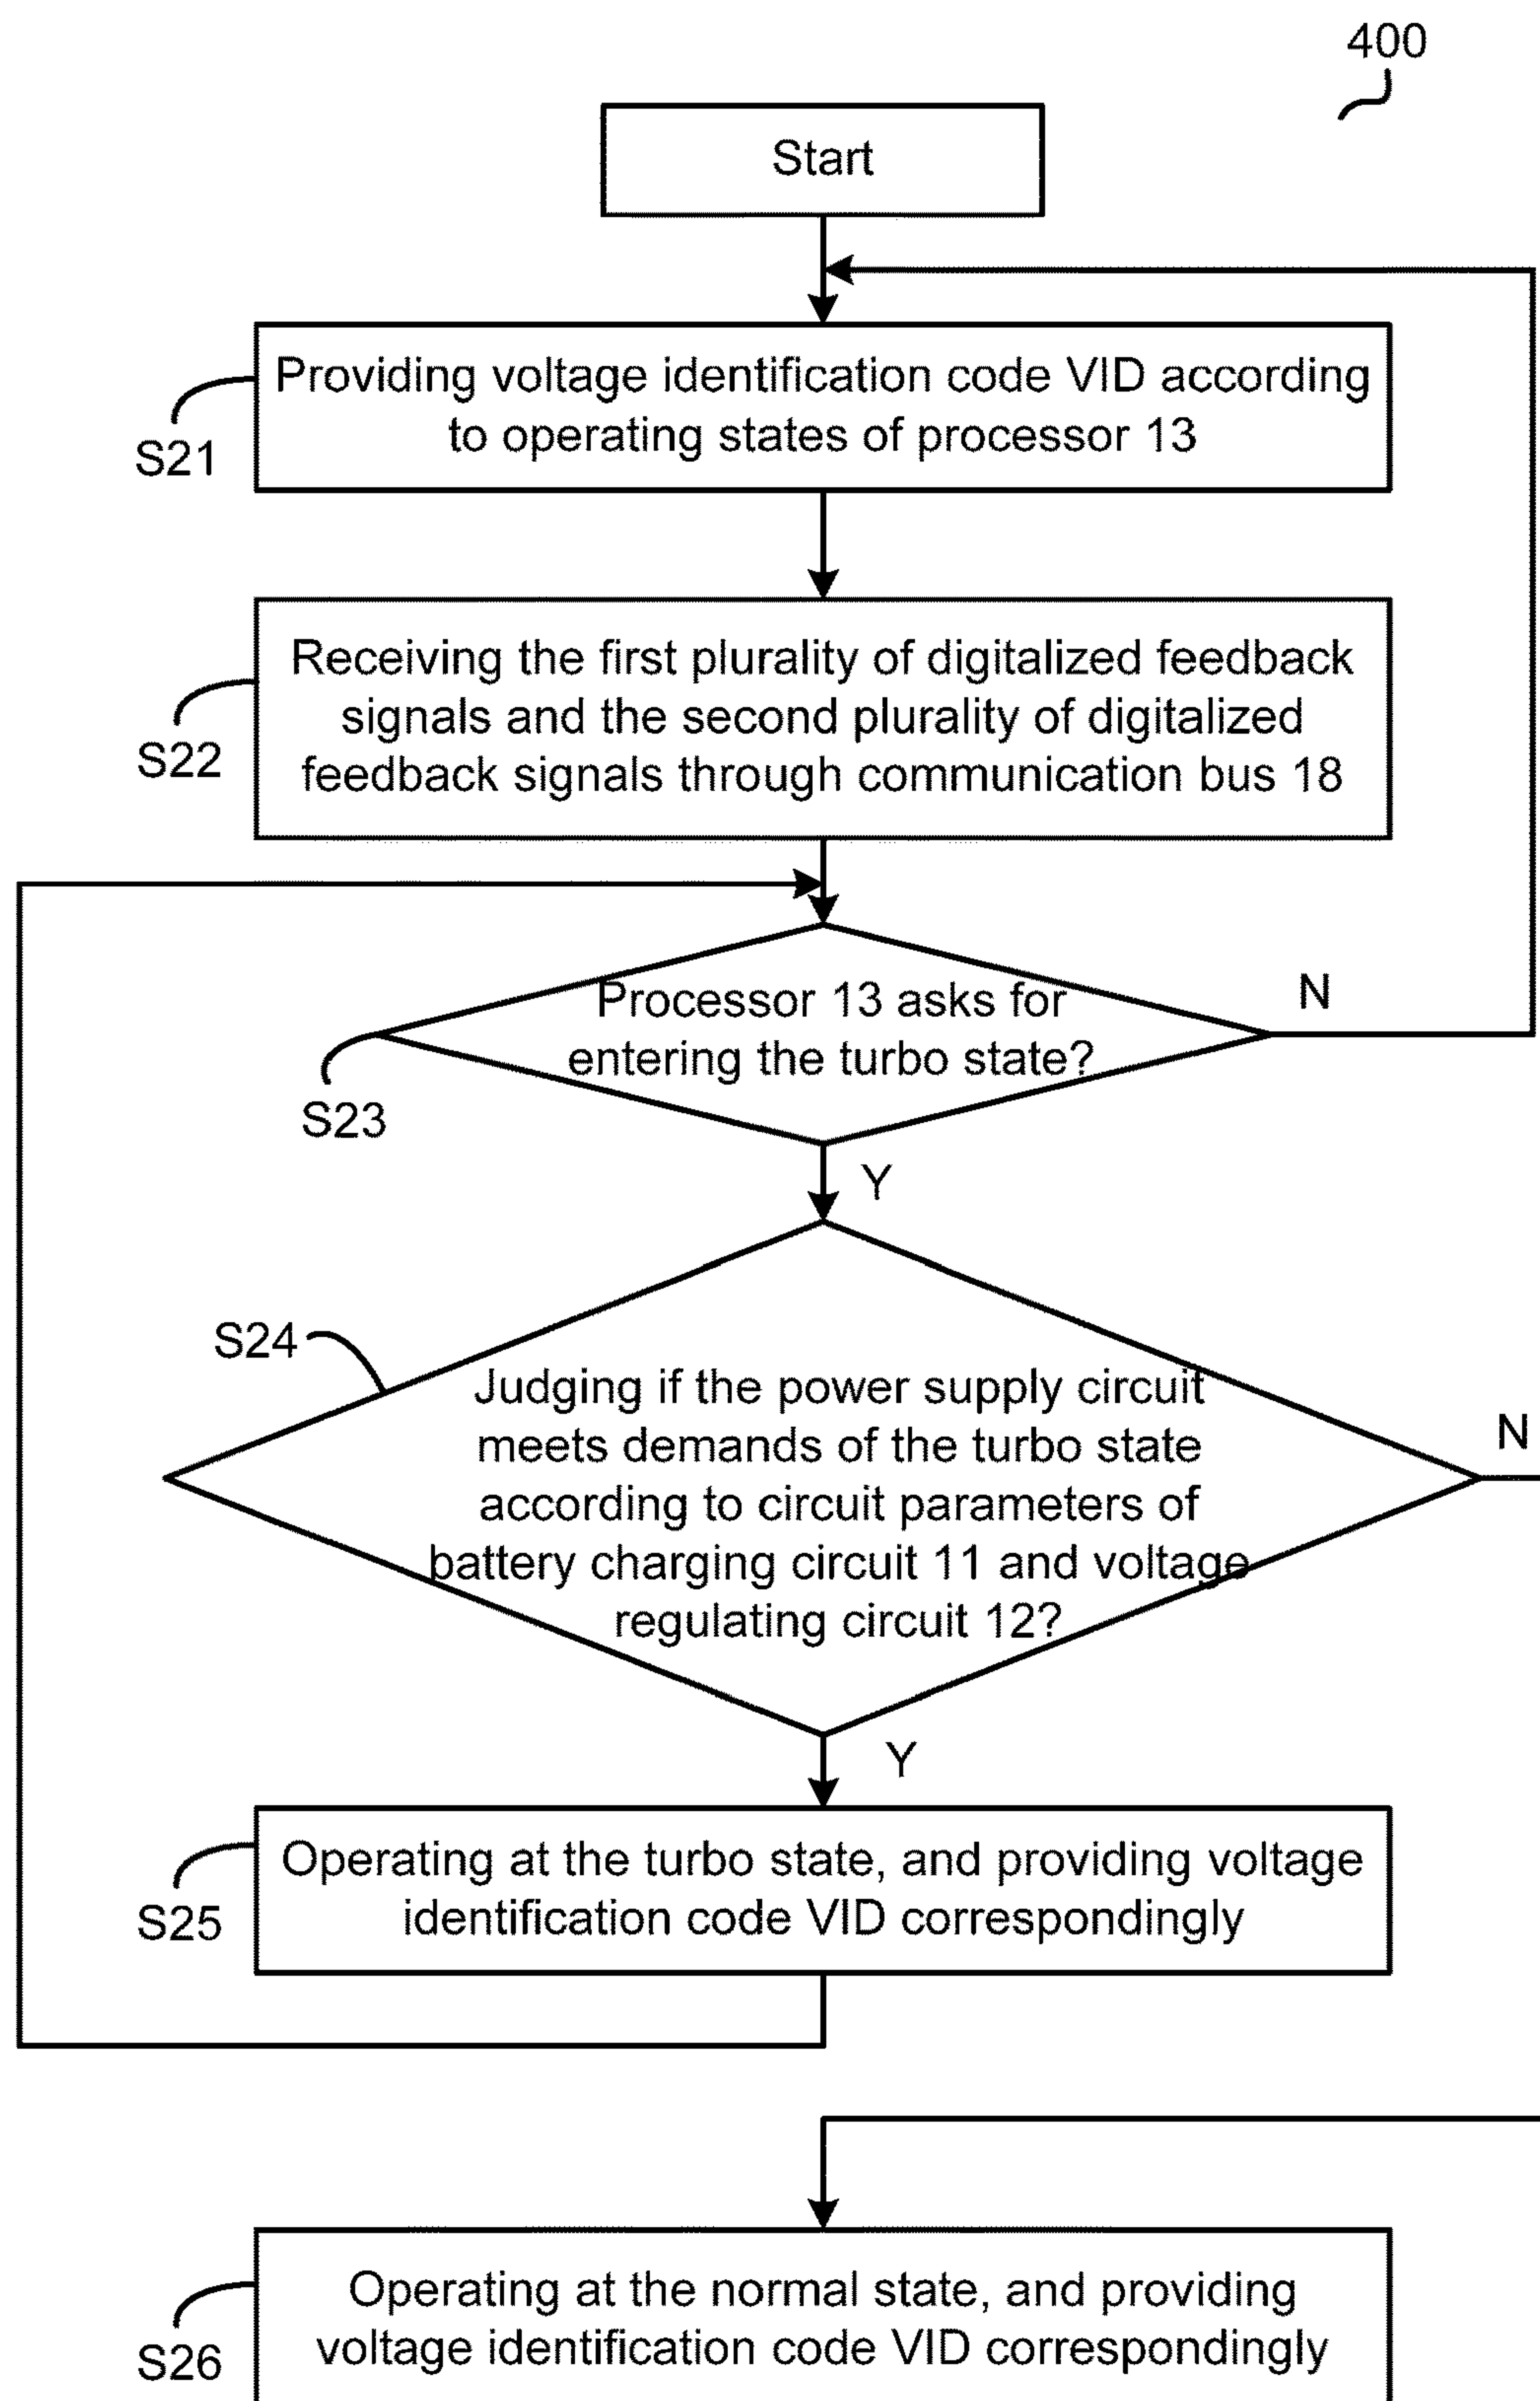 400
Start
Providing voltage identification code VID according
to operating states of processor 13
S21
Receiving the first plurality of digitalized feedback
signals and the second plurality of digitalized
feedback signals through communication bus 18
S22
Processor 13 asks for
entering the turbo state?
N
S23
Y
S24
Judging if the power supply circuit
meets demands of the turbo state
according to circuit parameters of
battery charging circuit 11 and voltage
regulating circuit 12?
N
Y
Operating at the turbo state, and providing voltage
identification code VID correspondingly
S25
Operating at the normal state, and providing
voltage identification code VID correspondingly
S26